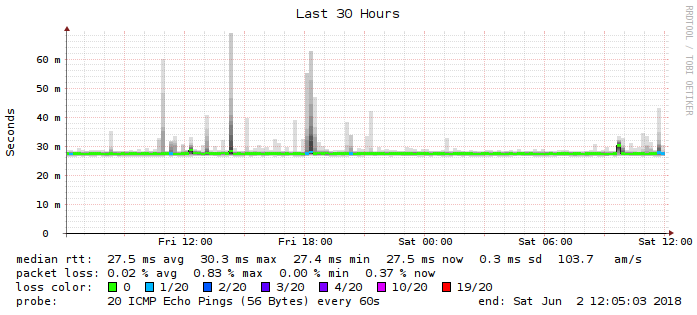 Last 30 Hours
RRDTOOL / TOBI OETIKER
Seconds
60 m
50 m
40 m
30 m
20 m
10 m
0
Fri 12:00 Fri 18:00 Sat 00:00 Sat 06:00 Sat 12:00
median rtt: 27.5 ms avg 30.3 ms max 27.4 ms min 27.5 ms now 0.3 ms sd 103.7 am/s
packet loss: 0.02 % avg 0.83 % max 0.00 % min 0.37 % now
loss color: 0 1/20 2/20 3/20 4/20 10/20 19/20
probe: 20 ICMP Echo Pings (56 Bytes) every 60s end: Sat Jun 2 12:05:03 2018